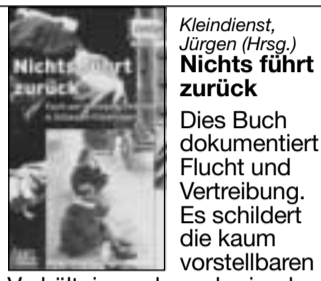 Nichts führt
zurück
Kleindienst,
Jürgen (Hrsg.)
Nichts führt
zurück
Dies Buch
dokumentiert
Flucht und
Vertreibung.
Es schildert
die kaum
vorstellbaren